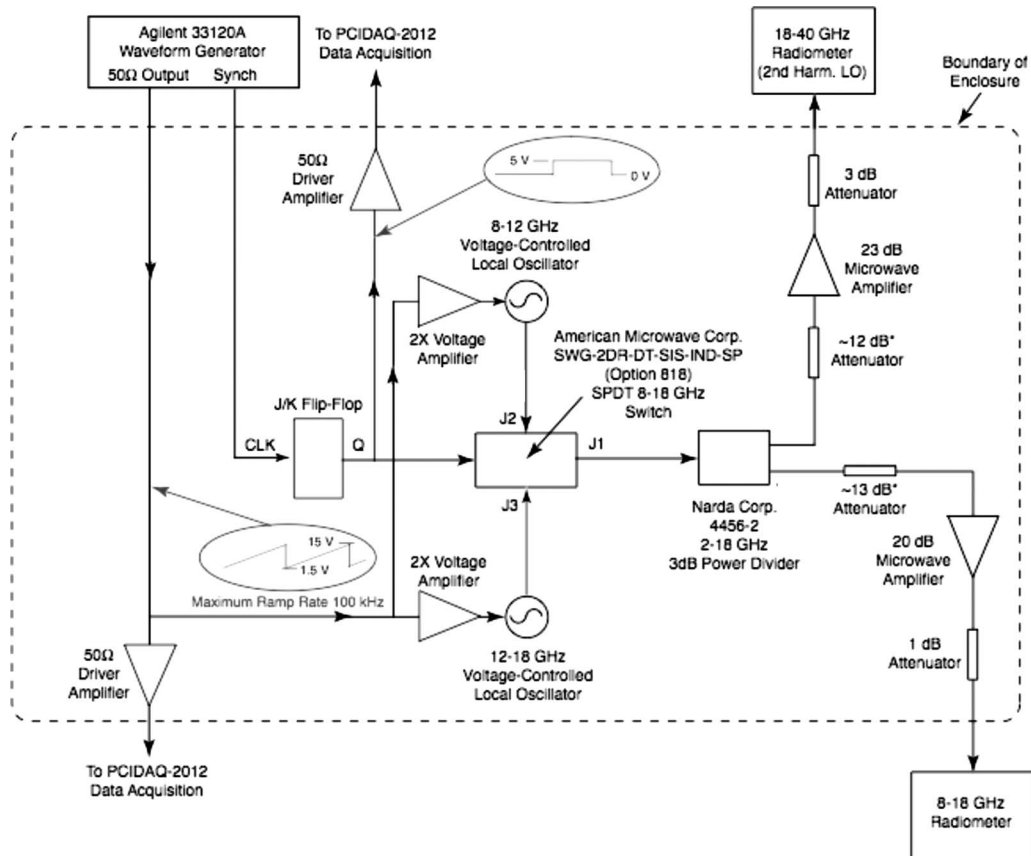 Agilent 33120A
Waveform Generator
50Ω Output
Synch
To PCIDAQ-2012
Data Acquisition
18-40 GHz
Radiometer
(2nd Harm. LO)
Boundary of
Enclosure
50Ω
Driver
Amplifier
5 V
0 V
3 dB
Attenuator
8-12 GHz
Voltage-Controlled
Local Oscillator
23 dB
Microwave
Amplifier
2X Voltage
Amplifier
American Microwave Corp.
SWG-2DR-DT-SIS-IND-SP
(Option 818)
SPDT 8-18 GHz
Switch
~12 dB*
Attenuator
J/K Flip-Flop
CLK
Q
J2
J1
J3
~13 dB*
Attenuator
Narda Corp.
4456-2
2-18 GHz
3dB Power Divider
15 V
1.5 V
Maximum Ramp Rate 100 kHz
2X Voltage
Amplifier
20 dB
Microwave
Amplifier
12-18 GHz
Voltage-Controlled
Local Oscillator
50Ω
Driver
Amplifier
1 dB
Attenuator
To PCIDAQ-2012
Data Acquisition
8-18 GHz
Radiometer